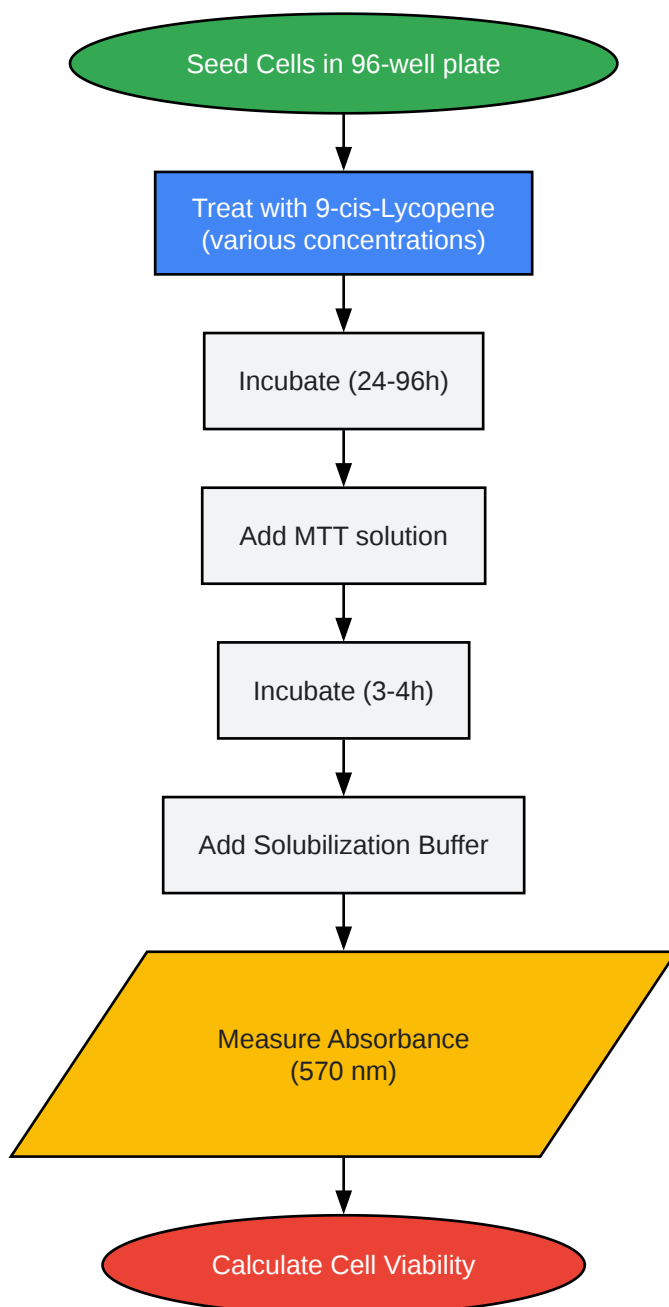 Seed Cells in 96-well plate
Treat with 9-cis-Lycopene
(various concentrations)
Incubate (24-96h)
Add MTT solution
Incubate (3-4h)
Add Solubilization Buffer
Measure Absorbance
(570 nm)
Calculate Cell Viability